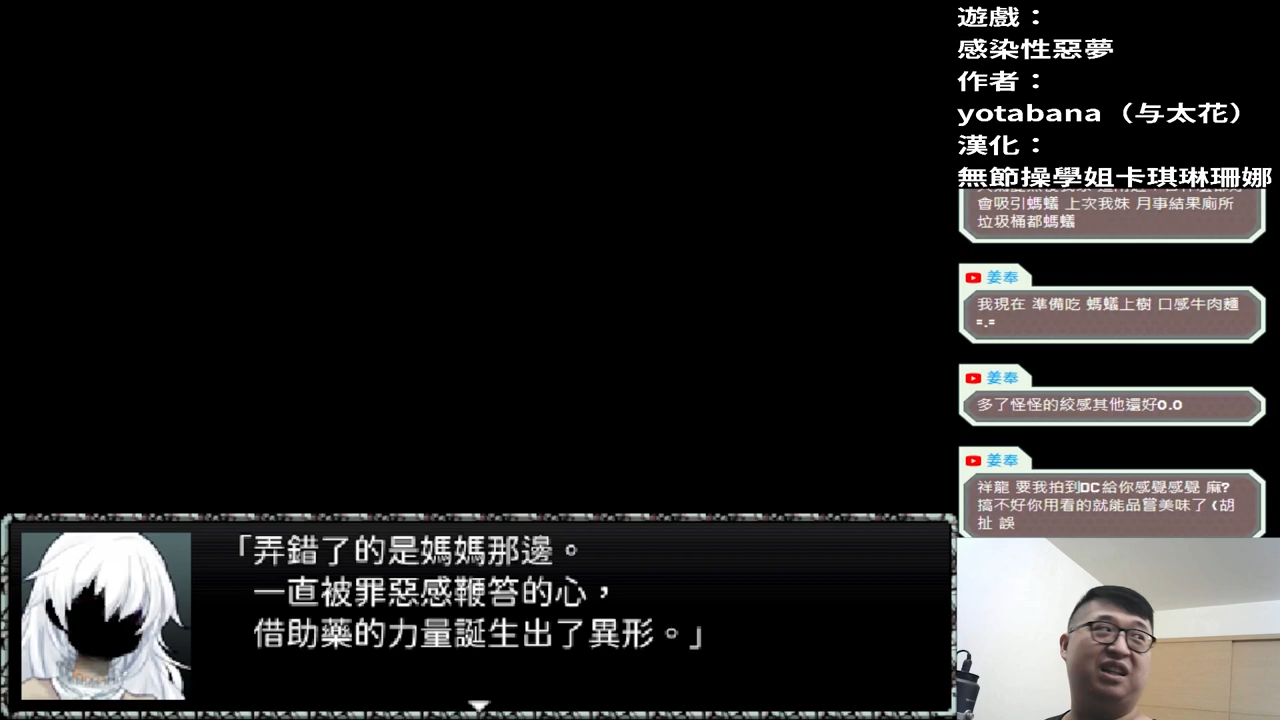 遊戲：
感染性惡夢
作者：
yotabana（与太花）
漢化：
無節操學姐卡琪琳珊娜
會吸引螞蟻 上次我妹 月事結果廁所
垃圾桶都螞蟻
姜奉
我現在 準備吃 螞蟻上樹 口感牛肉麵
=.=
姜奉
多了怪怪的絞感其他還好O.O
姜奉
祥龍 要我拍到DC給你感覺感覺 麻?
搞不好你用看的就能品嘗美味了 (胡
扯 誤
「弄錯了的是媽媽那邊。
一直被罪惡感鞭笞的心，
借助藥的力量誕生出了異形。」